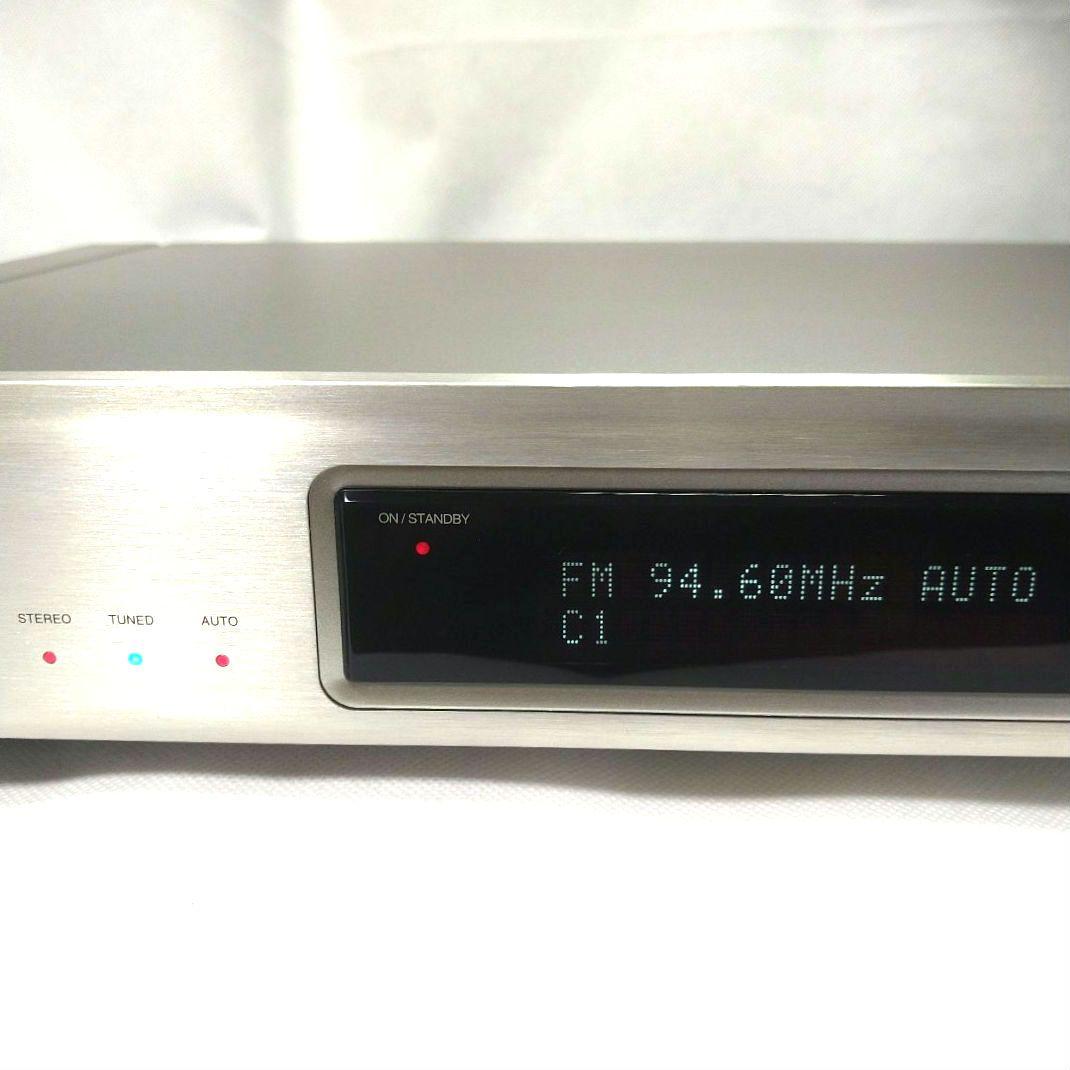 ON / STANDBY
FM 94.60MHz AUTO
C1
STEREO TUNED AUTO